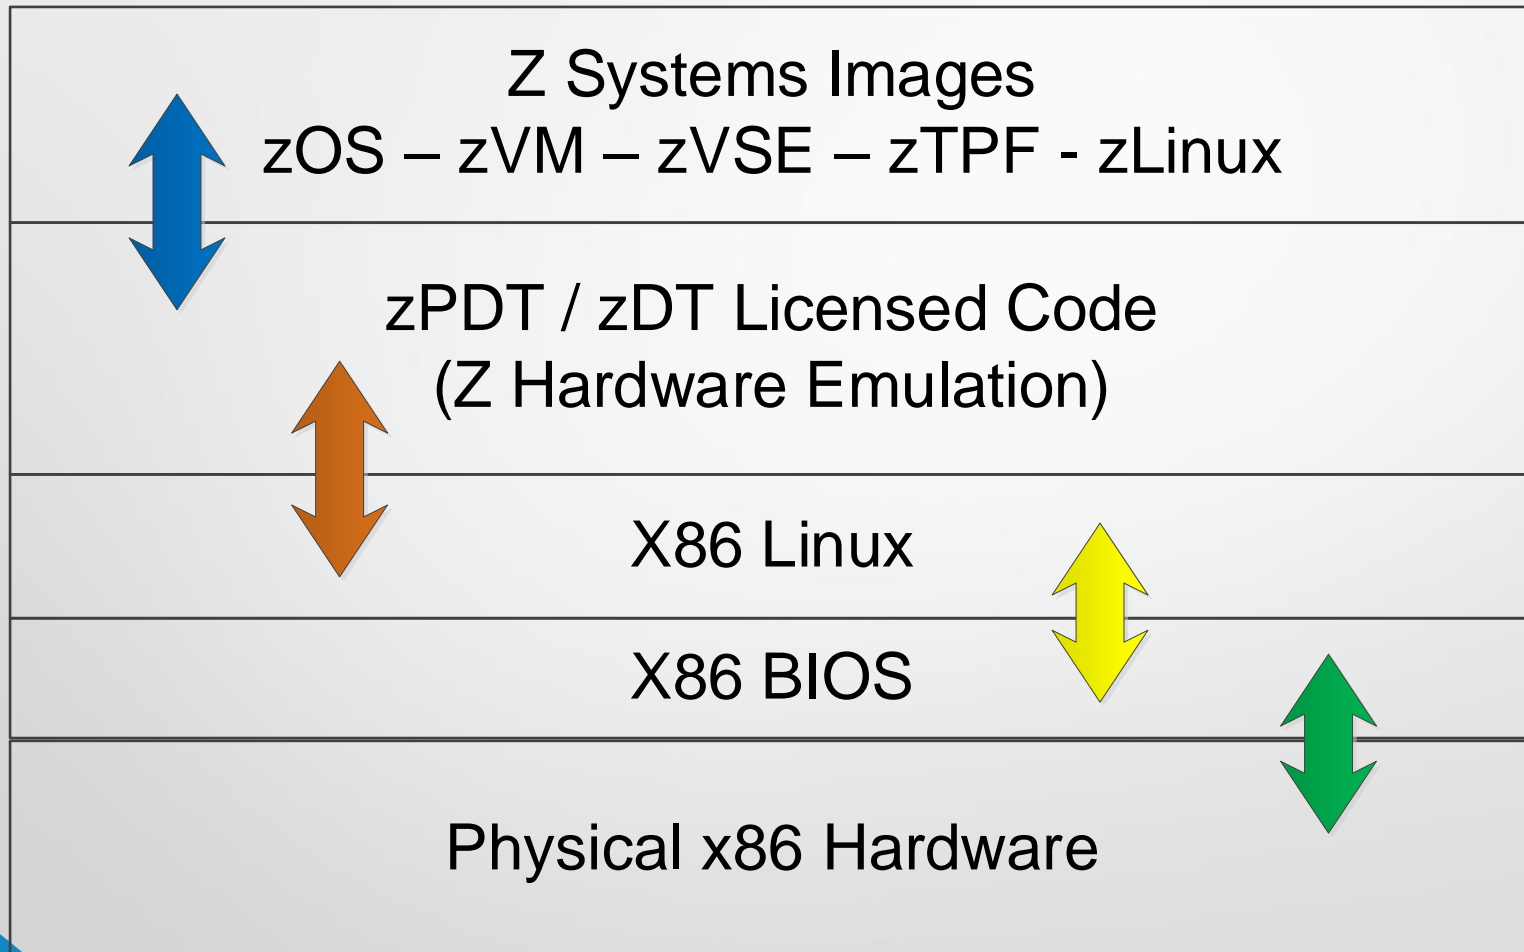 Z Systems Images
zOS – zVM – zVSE – zTPF - zLinux
zPDT / zDT Licensed Code
(Z Hardware Emulation)
X86 Linux
X86 BIOS
Physical x86 Hardware